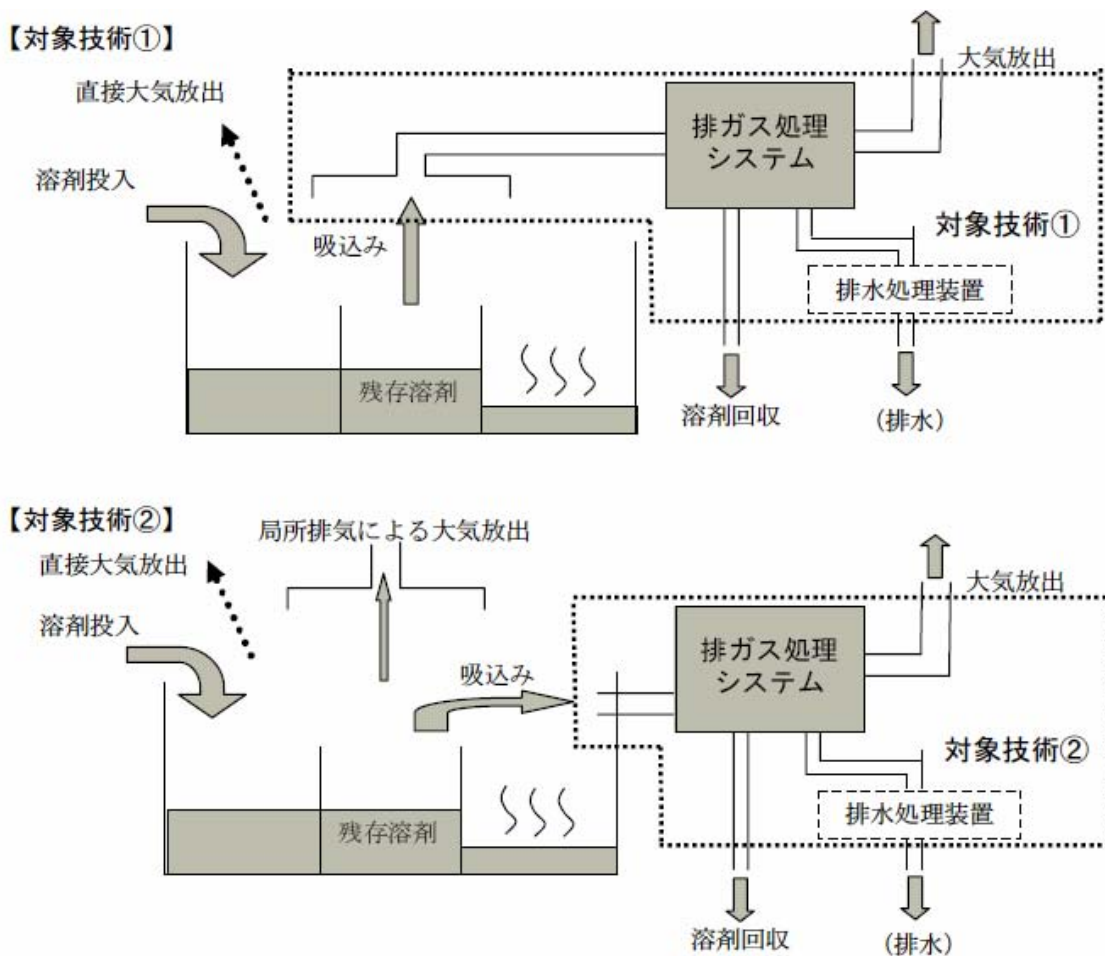 【対象技術①】
直接大気放出
溶剤投入
吸込み
残存溶剤
排ガス処理
システム
大気放出
対象技術①
排水処理装置
溶剤回収
(排水)
【対象技術②】
局所排気による大気放出
直接大気放出
溶剤投入
吸込み
残存溶剤
排ガス処理
システム
大気放出
対象技術②
排水処理装置
溶剤回収
(排水)